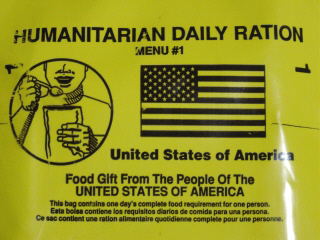 HUMANITARIAN DAILY RATION
MENU #1
1
1
United States of America
Food Gift From The People Of The
UNITED STATES OF AMERICA
This bag contains one day's complete food requirement for one person.
Esta bolsa contiene los requisitos diarios de comida para una persona.
Ce sac contient une ration alimentaire quotidienne complete pour une personne.